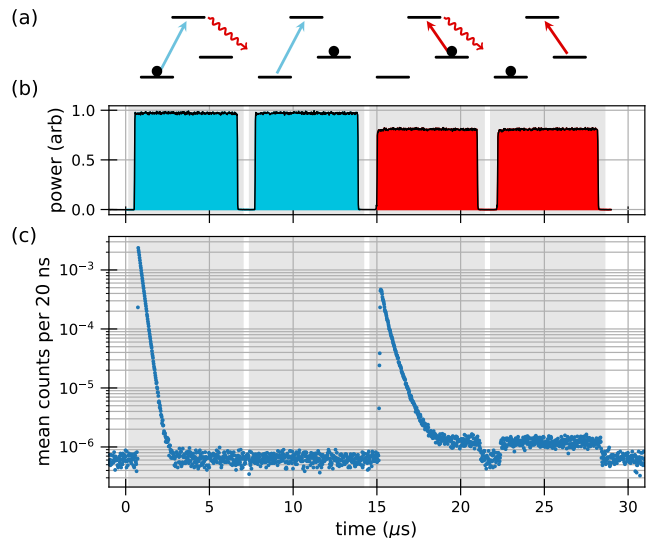 (a)
(b)
1.0
0.5
0.0
power (arb)
(c)
10⁻³
10⁻⁴
10⁻⁵
10⁻⁶
mean counts per 20 ns
0 5 10 15 20 25 30
time (μs)